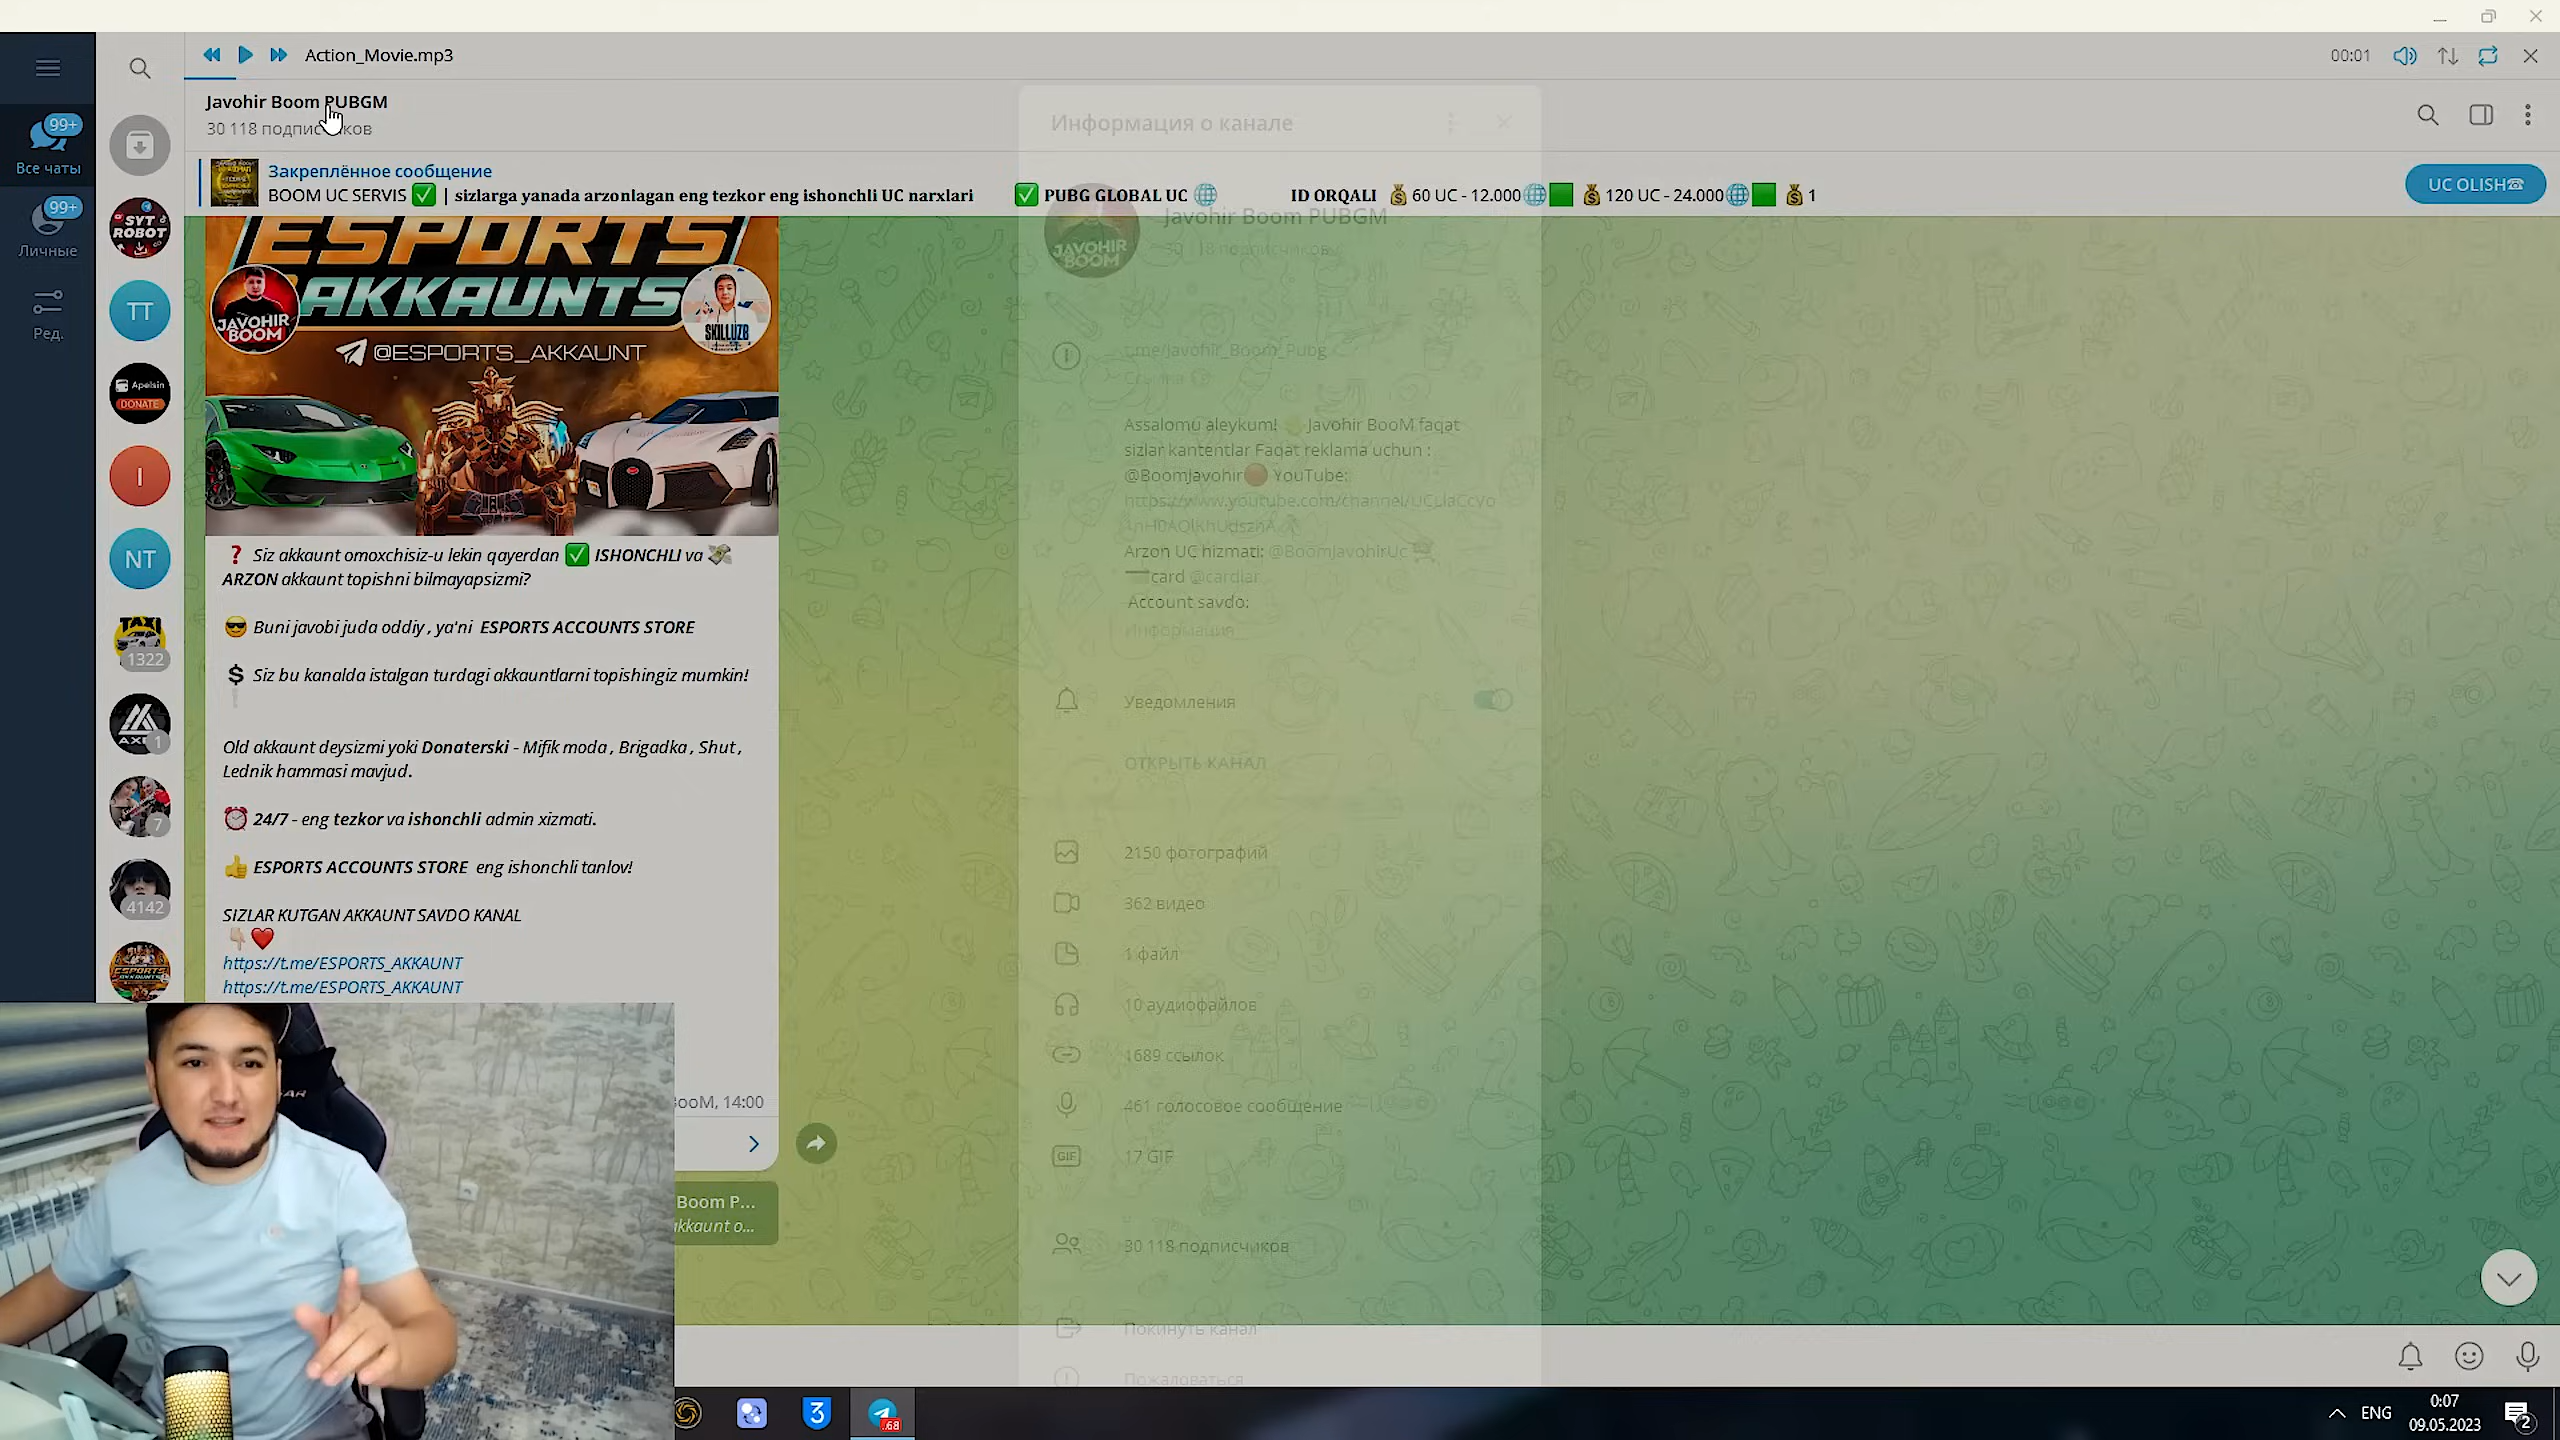 Action_Movie.mp3
00:01
Javohir Boom PUBGM
30 118 подписчиков
Информация о канале
99+
Все чаты
99+
Личные
Ред.
Закреплённое сообщение
BOOM UC SERVIS ✅ | sizlarga yanada arzonlagan eng tezkor eng ishonchli UC narxlari ✅ PUBG GLOBAL UC 🌐 ID ORQALI 💰 60 UC - 12.000🌐🟩 💰 120 UC - 24.000🌐🟩 💰 1
UC OLISH☎
SYT
ROBOT
TT
Apelsin
DONATE
I
NT
TAXI
1322
1
7
4142
ESPORTS
AKKAUNTS
JAVOHIR
BOOM
SKILLUZB
@ESPORTS_AKKAUNT
❓ Siz akkaunt omoxchisiz-u lekin qayerdan ✅ ISHONCHLI va 💸
ARZON akkaunt topishni bilmayapsizmi?
😎 Buni javobi juda oddiy , ya'ni ESPORTS ACCOUNTS STORE
💲 Siz bu kanalda istalgan turdagi akkauntlarni topishingiz mumkin!
Old akkaunt deysizmi yoki Donaterski - Mifik moda , Brigadka , Shut ,
Lednik hammasi mavjud.
⏰ 24/7 - eng tezkor va ishonchli admin xizmati.
👍 ESPORTS ACCOUNTS STORE eng ishonchli tanlov!
SIZLAR KUTGAN AKKAUNT SAVDO KANAL
👇🏻❤️
https://t.me/ESPORTS_AKKAUNT
https://t.me/ESPORTS_AKKAUNT
BooM, 14:00
Boom P...
akkaunt o...
Javohir Boom PUBGM
30 118 подписчиков
JAVOHIR
BOOM
t.me/Javohir_Boom_Pubg
Ссылка
Assalomu aleykum! Javohir BooM faqat
sizlar kantentlar Faqat reklama uchun :
@BoomJavohir🔴 YouTube:
https://www.youtube.com/channel/
Arzon UC hizmati: @BoomJavohirUc 🛒
card @cardlar
Account savdo:
Информация
Уведомления
ОТКРЫТЬ КАНАЛ
2150 фотографий
362 видео
1 файл
10 аудиофайлов
1689 ссылок
461 голосовое сообщение
GIF
17 GIF
30 118 подписчиков
Покинуть канал
Пожаловаться
3
68
ENG
0:07
09.05.2023
2